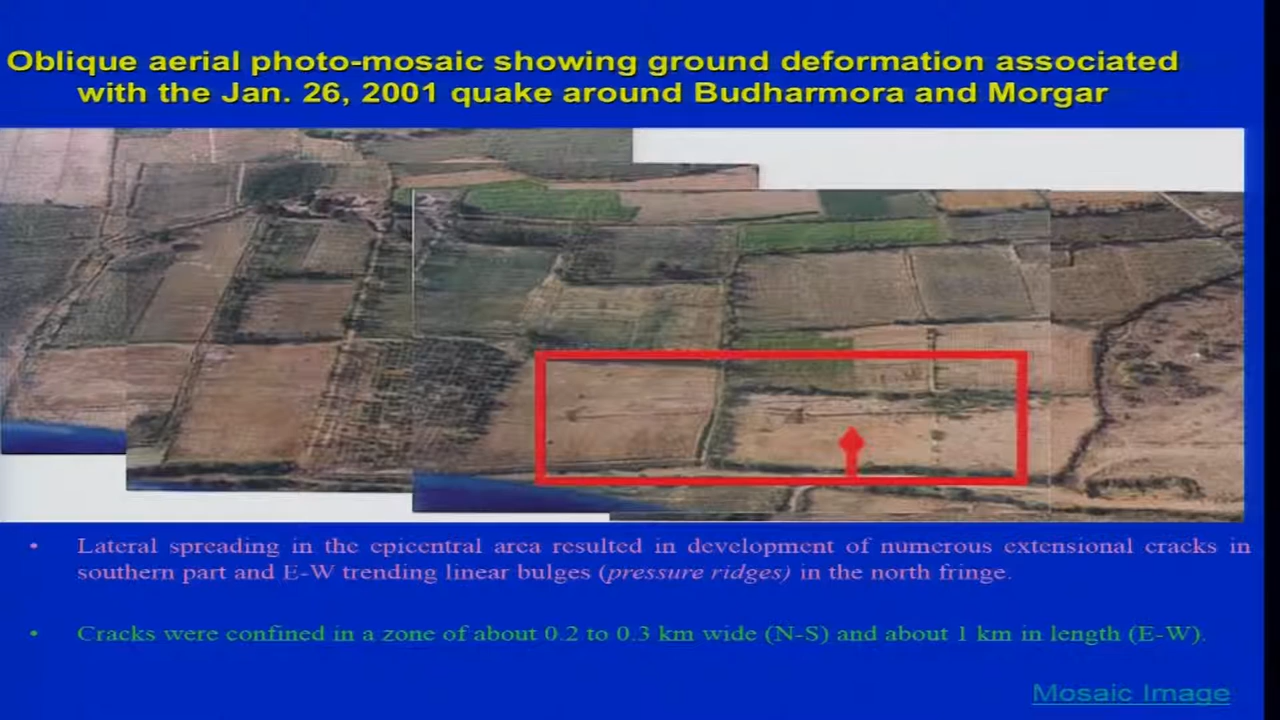 Oblique aerial photo-mosaic showing ground deformation associated
with the Jan. 26, 2001 quake around Budharmora and Morgar
• Lateral spreading in the epicentral area resulted in development of numerous extensional cracks in
southern part and E-W trending linear bulges (pressure ridges) in the north fringe.
• Cracks were confined in a zone of about 0.2 to 0.3 km wide (N-S) and about 1 km in length (E-W).
Mosaic Image